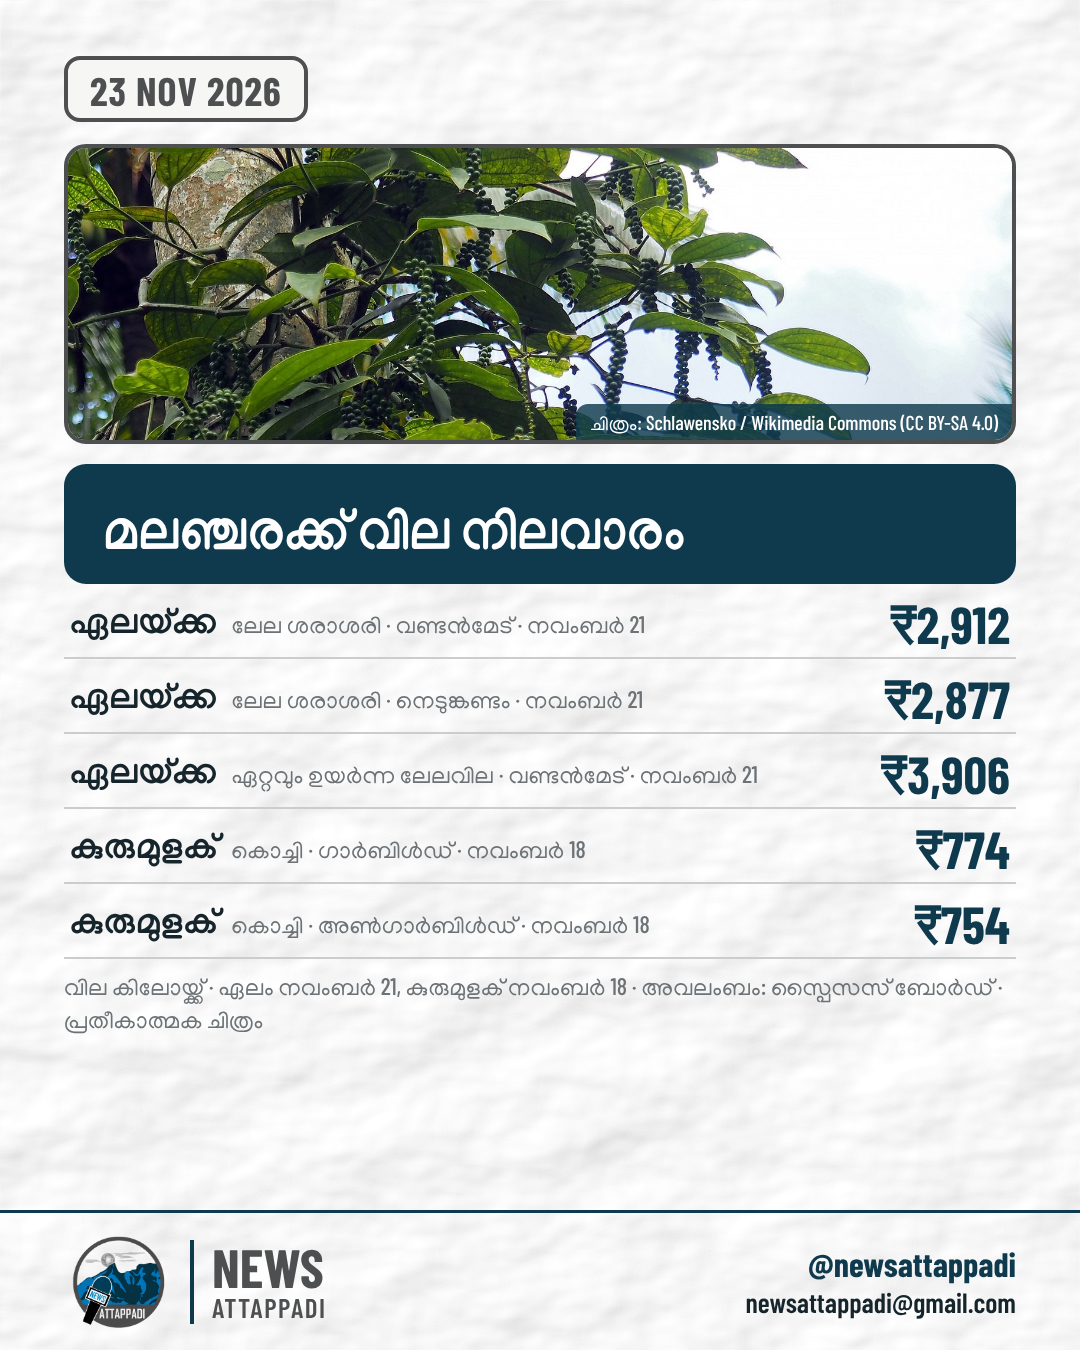 23 NOV 2026
ചിത്രം: Schlawensko / Wikimedia Commons (CC BY-SA 4.0)
മലഞ്ചരക്ക് വില നിലവാരം
ഏലയ്ക്ക ലേല ശരാശരി · വണ്ടൻമേട് · നവംബർ 21 ₹2,912
ഏലയ്ക്ക ലേല ശരാശരി · നെടുങ്കണ്ടം · നവംബർ 21 ₹2,877
ഏലയ്ക്ക ഏറ്റവും ഉയർന്ന ലേലവില · വണ്ടൻമേട് · നവംബർ 21 ₹3,906
കുരുമുളക് കൊച്ചി · ഗാർബിൾഡ് · നവംബർ 18 ₹774
കുരുമുളക് കൊച്ചി · അൺഗാർബിൾഡ് · നവംബർ 18 ₹754
വില കിലോയ്ക്ക് · ഏലം നവംബർ 21, കുരുമുളക് നവംബർ 18 · അവലംബം: സ്പൈസസ് ബോർഡ് ·
പ്രതീകാത്മക ചിത്രം
NEWS
ATTAPPADI
NEWS
ATTAPPADI
@newsattappadi
newsattappadi@gmail.com